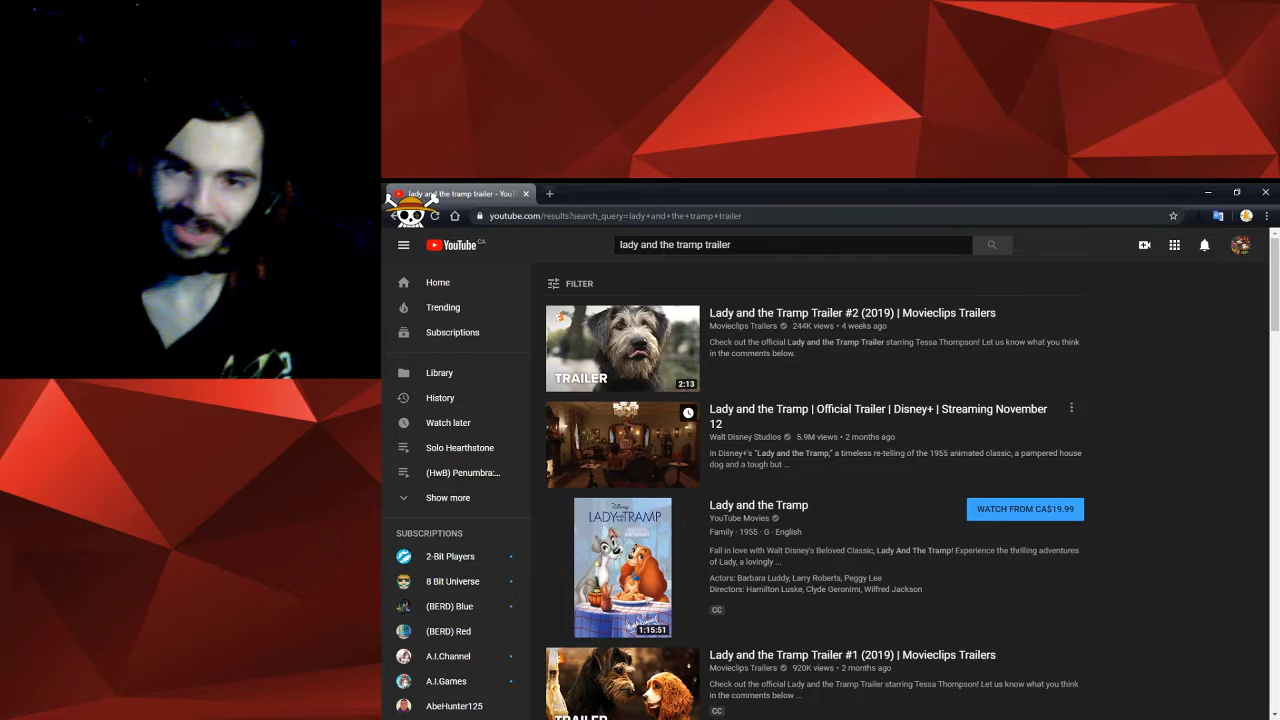 lady and the tramp trailer - YouT
youtube.com/results?search_query=lady+and+the+tramp+trailer
YouTube CA
lady and the tramp trailer
Home
Trending
Subscriptions
Library
History
Watch later
Solo Hearthstone
(HwB) Penumbra:...
Show more
SUBSCRIPTIONS
2-Bit Players
8 Bit Universe
(BERD) Blue
(BERD) Red
A.I.Channel
A.I.Games
AbeHunter125
FILTER
TRAILER
2:13
Lady and the Tramp Trailer #2 (2019) | Movieclips Trailers
Movieclips Trailers 244K views • 4 weeks ago
Check out the official Lady and the Tramp Trailer starring Tessa Thompson! Let us know what you think
in the comments below.
Lady and the Tramp | Official Trailer | Disney+ | Streaming November
12
Walt Disney Studios 5.9M views • 2 months ago
In Disney+'s "Lady and the Tramp," a timeless re-telling of the 1955 animated classic, a pampered house
dog and a tough but ...
Disney
LADY AND THE TRAMP
1:15:51
Lady and the Tramp
YouTube Movies
Family · 1955 · G · English
WATCH FROM CA$19.99
Fall in love with Walt Disney's Beloved Classic, Lady And The Tramp! Experience the thrilling adventures
of Lady, a lovingly ...
Actors: Barbara Luddy, Larry Roberts, Peggy Lee
Directors: Hamilton Luske, Clyde Geronimi, Wilfred Jackson
CC
TRAILER
Lady and the Tramp Trailer #1 (2019) | Movieclips Trailers
Movieclips Trailers 920K views • 2 months ago
Check out the official Lady and the Tramp Trailer starring Tessa Thompson! Let us know what you think
in the comments below ...
CC